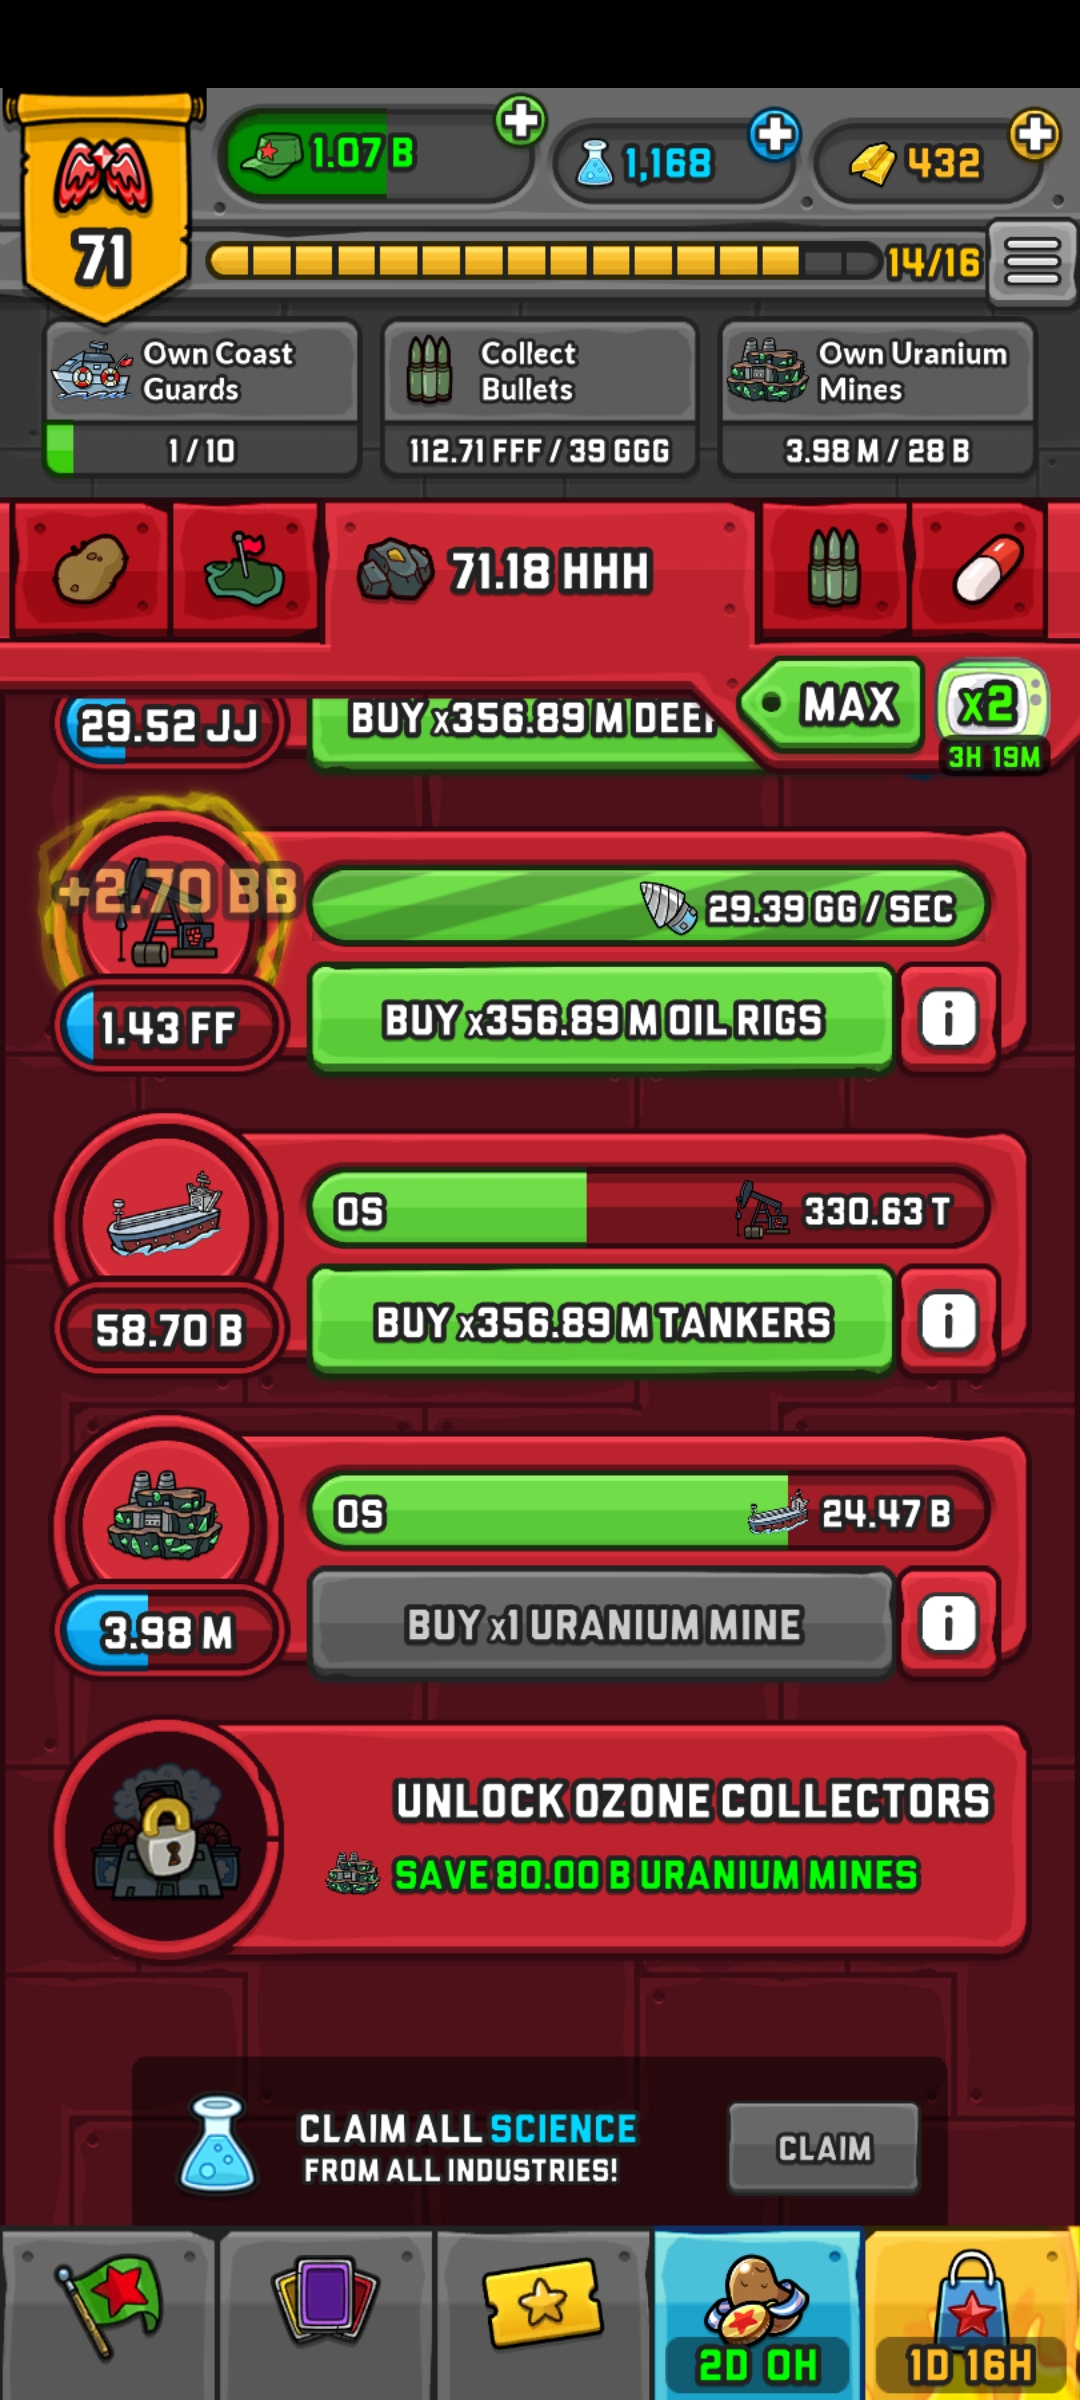 71
1.07 B
1,168
432
14/16
Own Coast
Guards
1 / 10
Collect
Bullets
112.71 FFF / 39 GGG
Own Uranium
Mines
3.98 M / 28 B
71.18 HHH
MAX
x2
3H 19M
29.52 JJ
BUY x356.89 M DEEP
+2.70 BB
29.39 GG / SEC
1.43 FF
BUY x356.89 M OIL RIGS
i
0S
330.63 T
58.70 B
BUY x356.89 M TANKERS
i
0S
24.47 B
3.98 M
BUY x1 URANIUM MINE
i
UNLOCK OZONE COLLECTORS
SAVE 80.00 B URANIUM MINES
CLAIM ALL SCIENCE
FROM ALL INDUSTRIES!
CLAIM
2D 0H
1D 16H